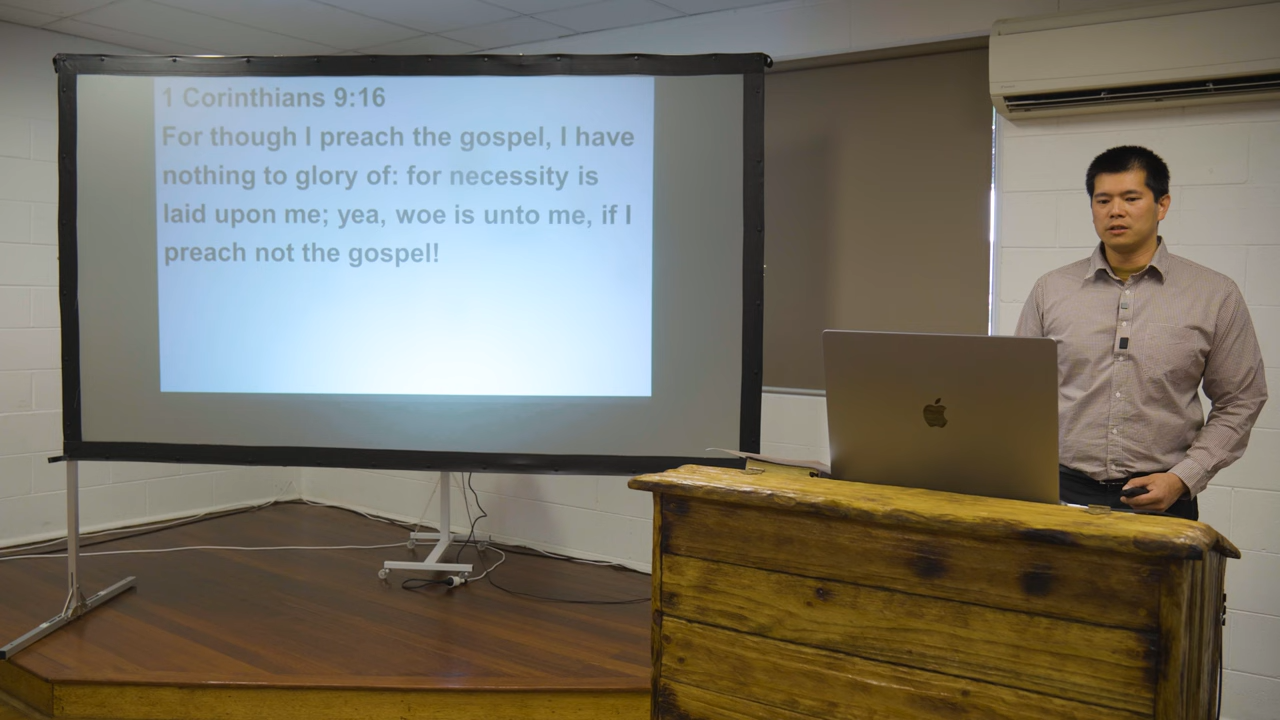 1 Corinthians 9:16
For though I preach the gospel, I have
nothing to glory of: for necessity is
laid upon me; yea, woe is unto me, if I
preach not the gospel!